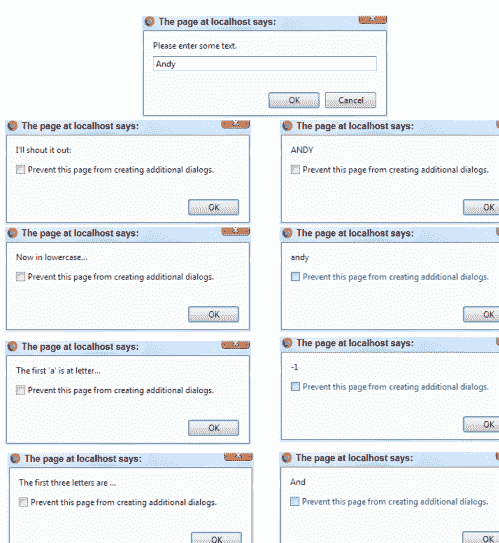 The page at localhost says:
Please enter some text.
Andy
OK Cancel
The page at localhost says:
I'll shout it out:
Prevent this page from creating additional dialogs.
OK
The page at localhost says:
ANDY
Prevent this page from creating additional dialogs.
OK
The page at localhost says:
Now in lowercase...
Prevent this page from creating additional dialogs.
OK
The page at localhost says:
andy
Prevent this page from creating additional dialogs.
OK
The page at localhost says:
The first 'a' is at letter...
Prevent this page from creating additional dialogs.
OK
The page at localhost says:
-1
Prevent this page from creating additional dialogs.
OK
The page at localhost says:
The first three letters are ...
Prevent this page from creating additional dialogs.
OK
The page at localhost says:
And
Prevent this page from creating additional dialogs.
OK